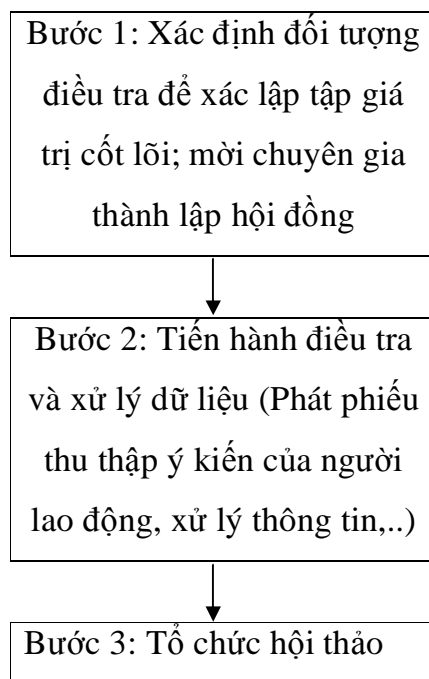 Bước 1: Xác định đối tượng
điều tra để xác lập tập giá
trị cốt lõi; mời chuyên gia
thành lập hội đồng
Bước 2: Tiến hành điều tra
và xử lý dữ liệu (Phát phiếu
thu thập ý kiến của người
lao động, xử lý thông tin,..)
Bước 3: Tổ chức hội thảo